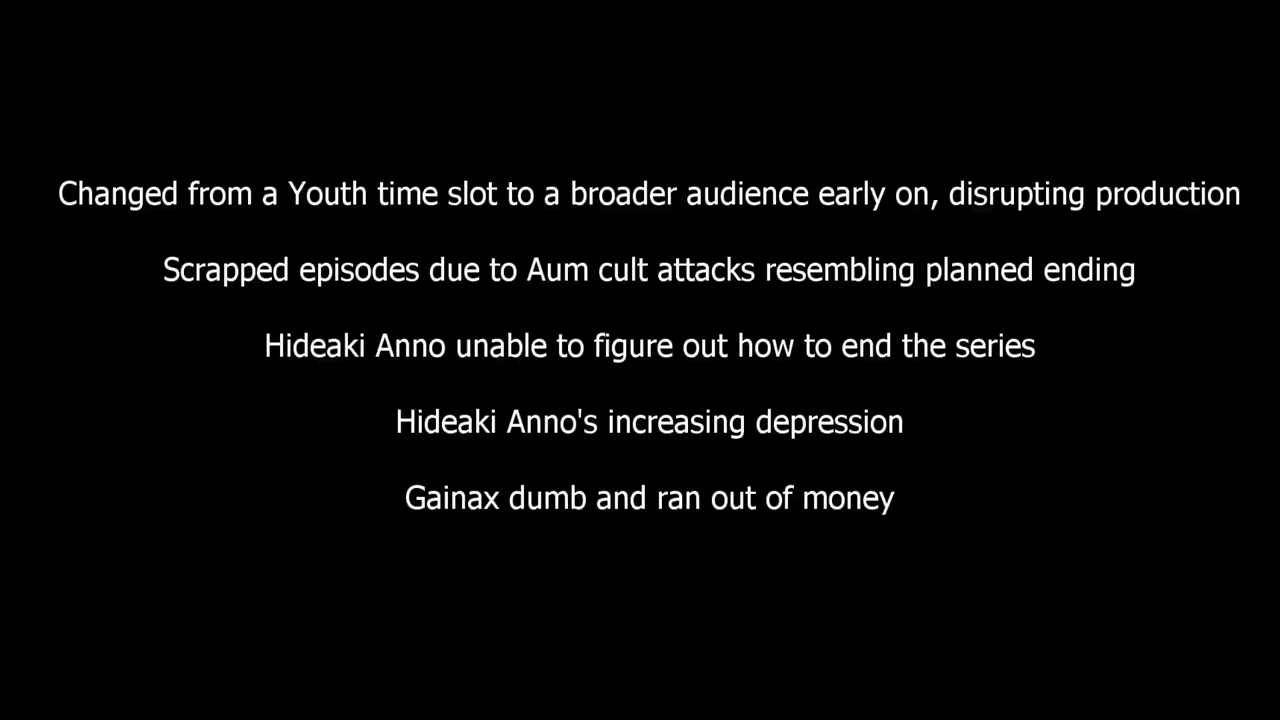 Changed from a Youth time slot to a broader audience early on, disrupting production
Scrapped episodes due to Aum cult attacks resembling planned ending
Hideaki Anno unable to figure out how to end the series
Hideaki Anno's increasing depression
Gainax dumb and ran out of money